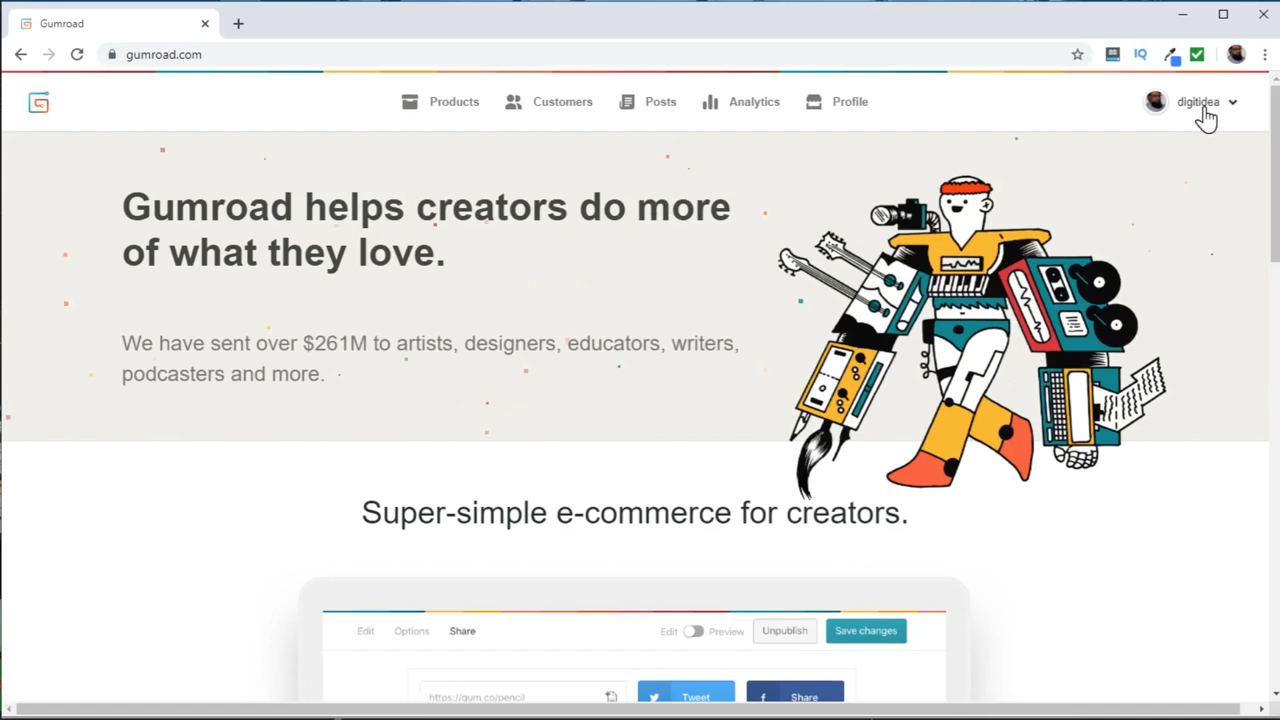 Gumroad
gumroad.com
IQ
Products
Customers
Posts
Analytics
Profile
digitidea
Gumroad helps creators do more
of what they love.
We have sent over $261M to artists, designers, educators, writers,
podcasters and more.
Super-simple e-commerce for creators.
Edit
Options
Share
Edit
Preview
Unpublish
Save changes
https://gum.co/pencil
Tweet
Share